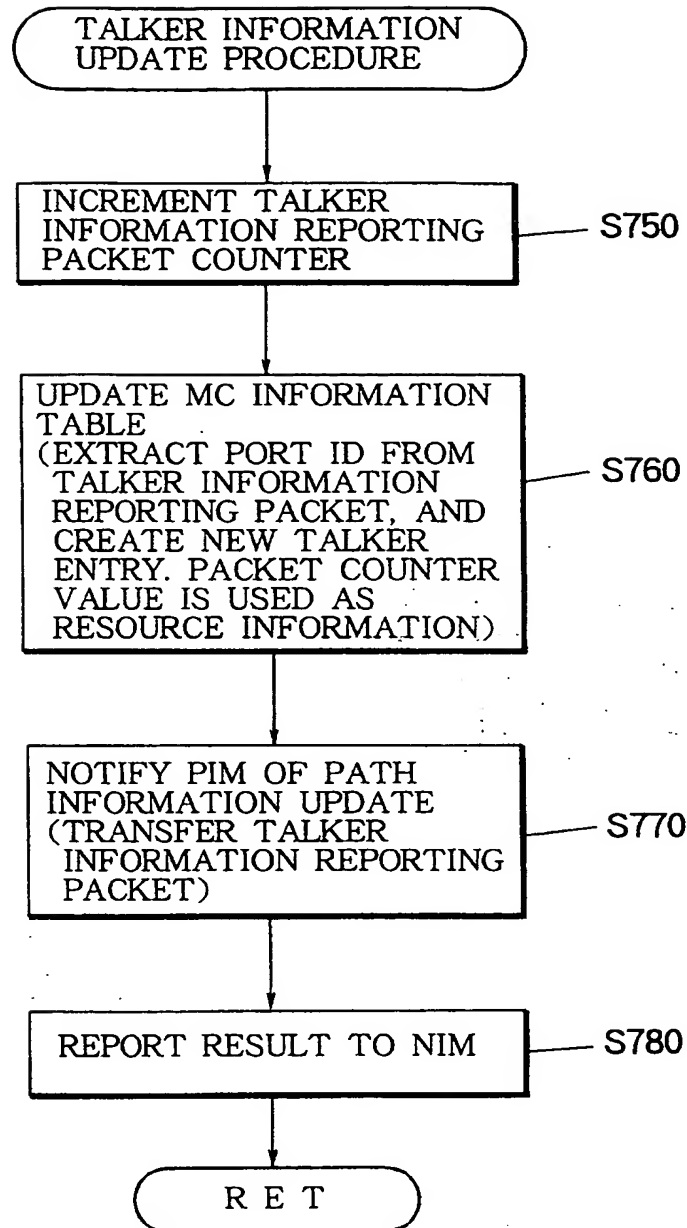 TALKER INFORMATION
UPDATE PROCEDURE
INCREMENT TALKER
INFORMATION REPORTING
PACKET COUNTER
S750
UPDATE MC INFORMATION
TABLE
(EXTRACT PORT ID FROM
TALKER INFORMATION
REPORTING PACKET, AND
CREATE NEW TALKER
ENTRY. PACKET COUNTER
VALUE IS USED AS
RESOURCE INFORMATION)
S760
NOTIFY PIM OF PATH
INFORMATION UPDATE
(TRANSFER TALKER
INFORMATION REPORTING
PACKET)
S770
REPORT RESULT TO NIM
S780
R E T